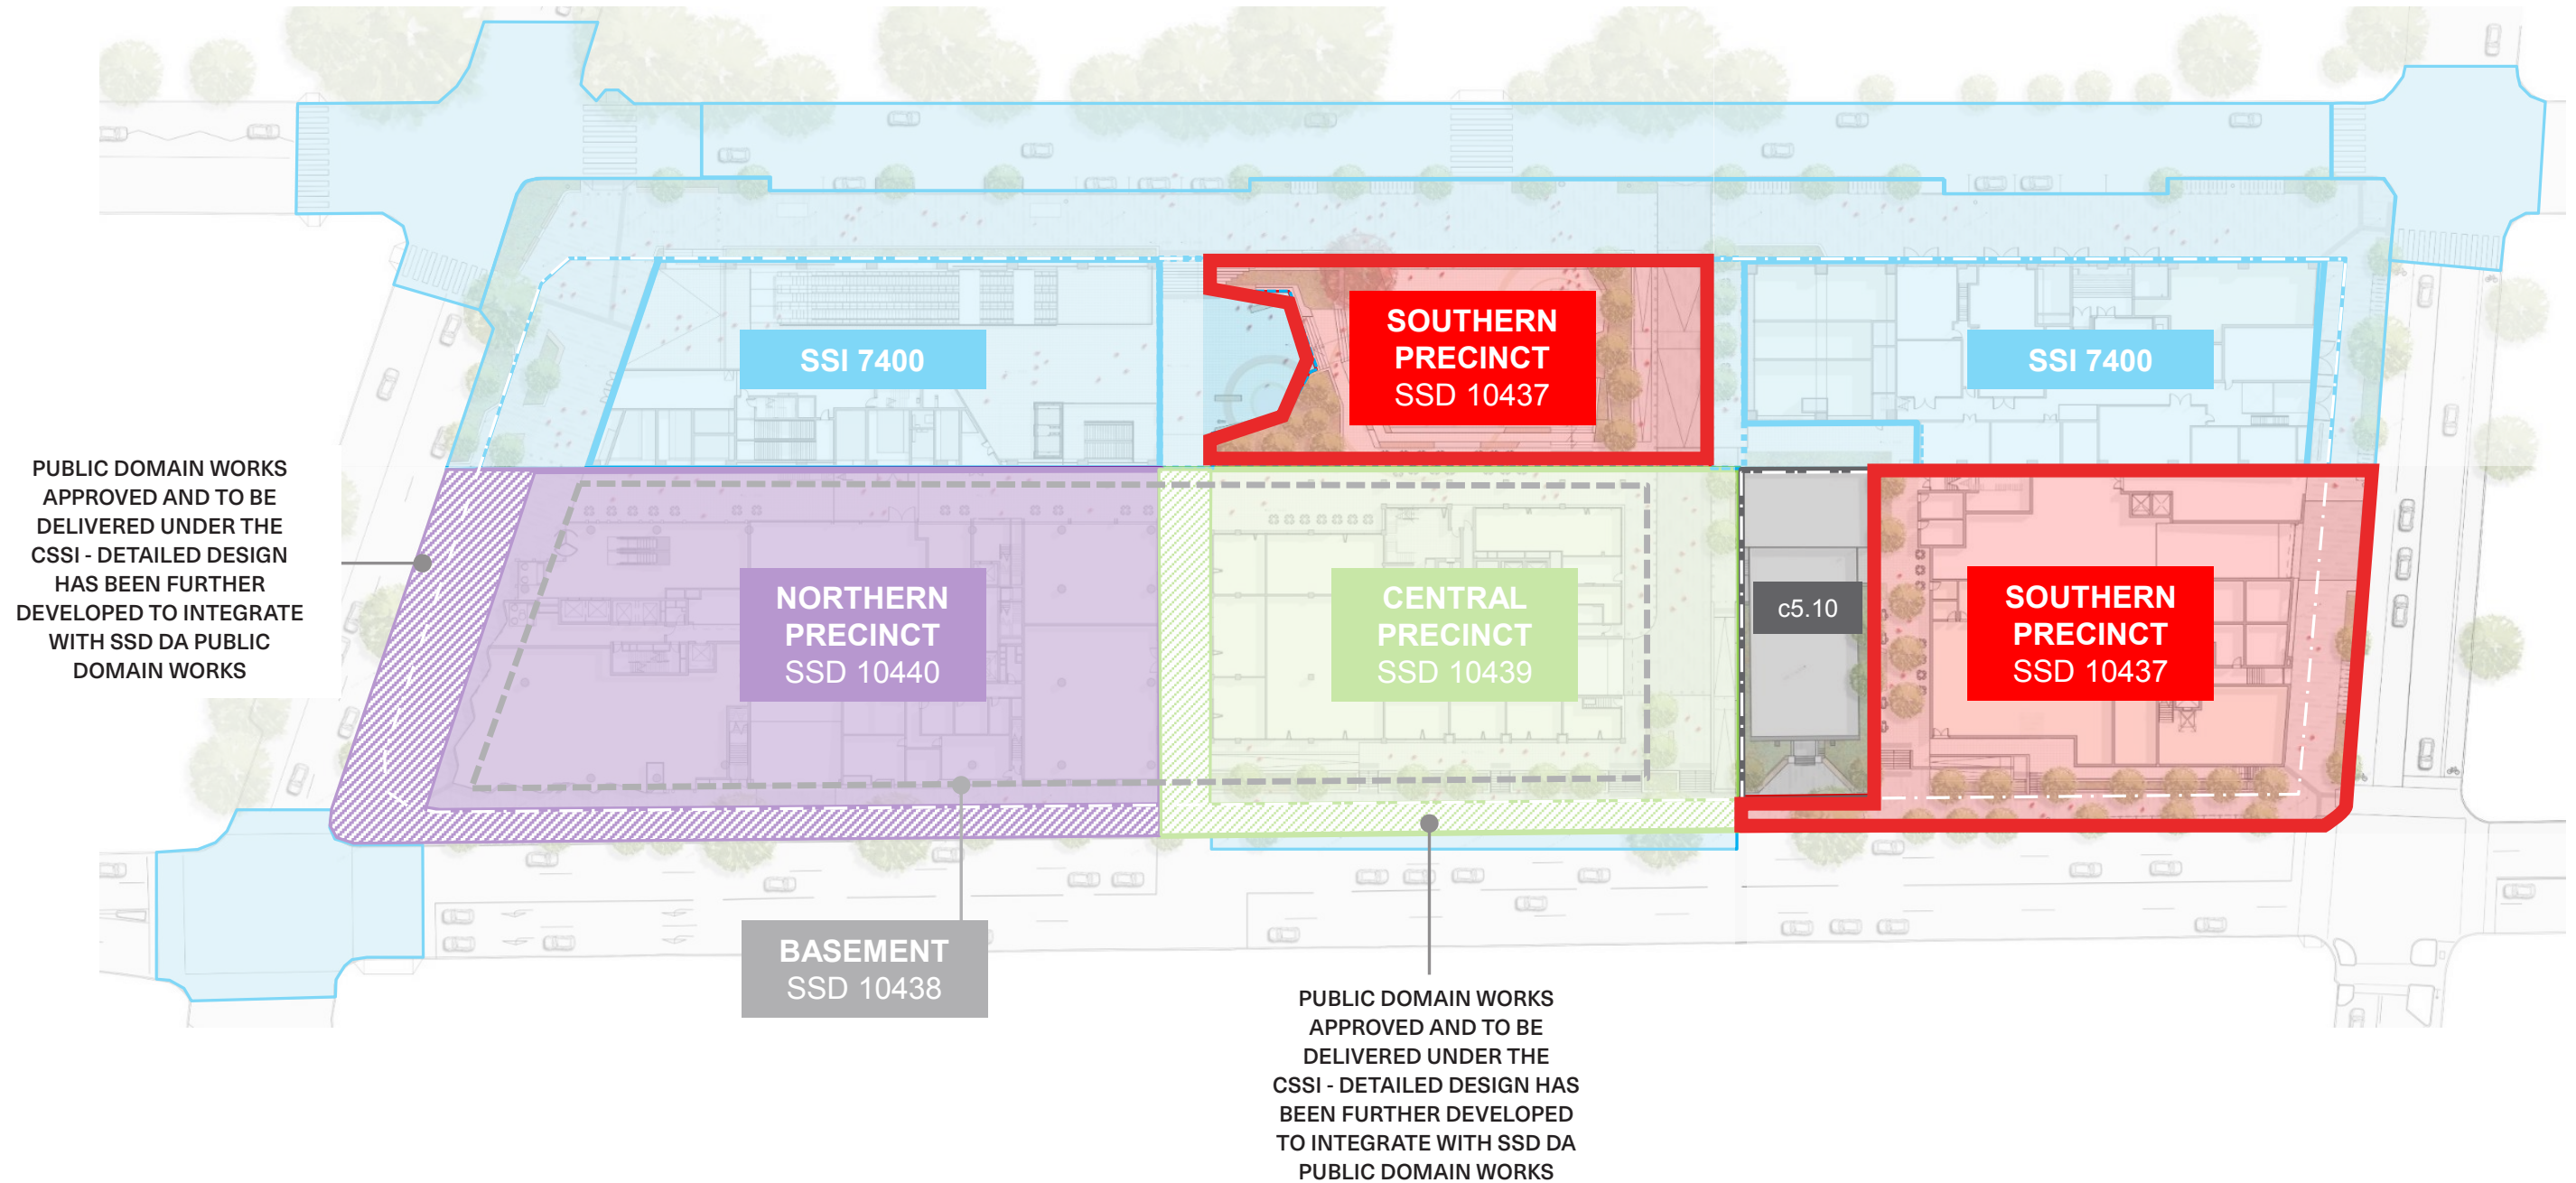 SSI 7400
SOUTHERN
PRECINCT
SSD 10437
SSI 7400
PUBLIC DOMAIN WORKS
APPROVED AND TO BE
DELIVERED UNDER THE
CSSI - DETAILED DESIGN
HAS BEEN FURTHER
DEVELOPED TO INTEGRATE
WITH SSD DA PUBLIC
DOMAIN WORKS
NORTHERN
PRECINCT
SSD 10440
CENTRAL
PRECINCT
SSD 10439
c5.10
SOUTHERN
PRECINCT
SSD 10437
BASEMENT
SSD 10438
PUBLIC DOMAIN WORKS
APPROVED AND TO BE
DELIVERED UNDER THE
CSSI - DETAILED DESIGN HAS
BEEN FURTHER DEVELOPED
TO INTEGRATE WITH SSD DA
PUBLIC DOMAIN WORKS